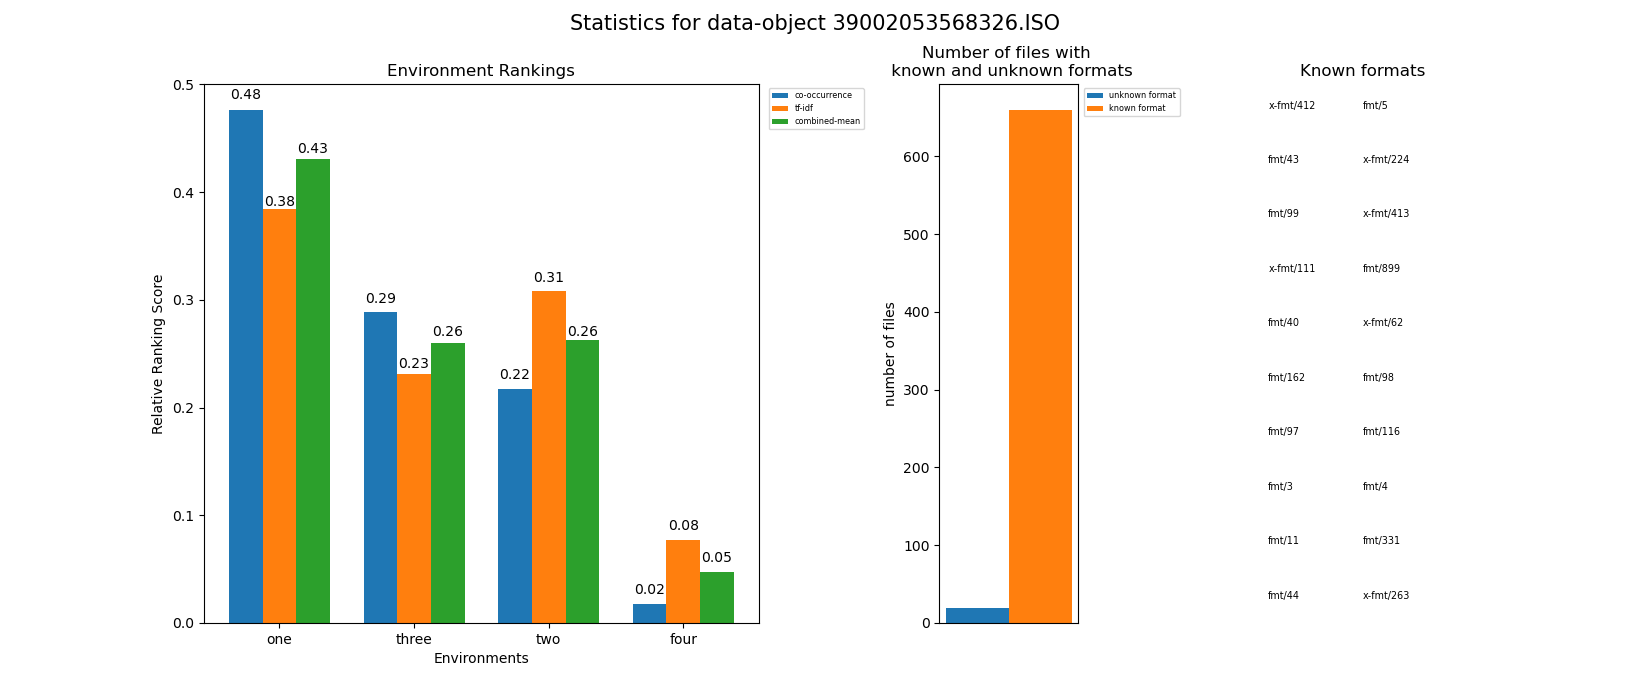 Statistics for data-object 39002053568326.ISO
Environment Rankings
0.5
0.4
0.3
0.2
0.1
0.0
Relative Ranking Score
0.48
0.38
0.43
0.29
0.23
0.26
0.22
0.31
0.26
0.02
0.08
0.05
one three two four
Environments
co-occurrence
tf-idf
combined-mean
Number of files with
known and unknown formats
600
500
400
300
200
100
0
number of files
unknown format
known format
Known formats
x-fmt/412 fmt/5
fmt/43 x-fmt/224
fmt/99 x-fmt/413
x-fmt/111 fmt/899
fmt/40 x-fmt/62
fmt/162 fmt/98
fmt/97 fmt/116
fmt/3 fmt/4
fmt/11 fmt/331
fmt/44 x-fmt/263